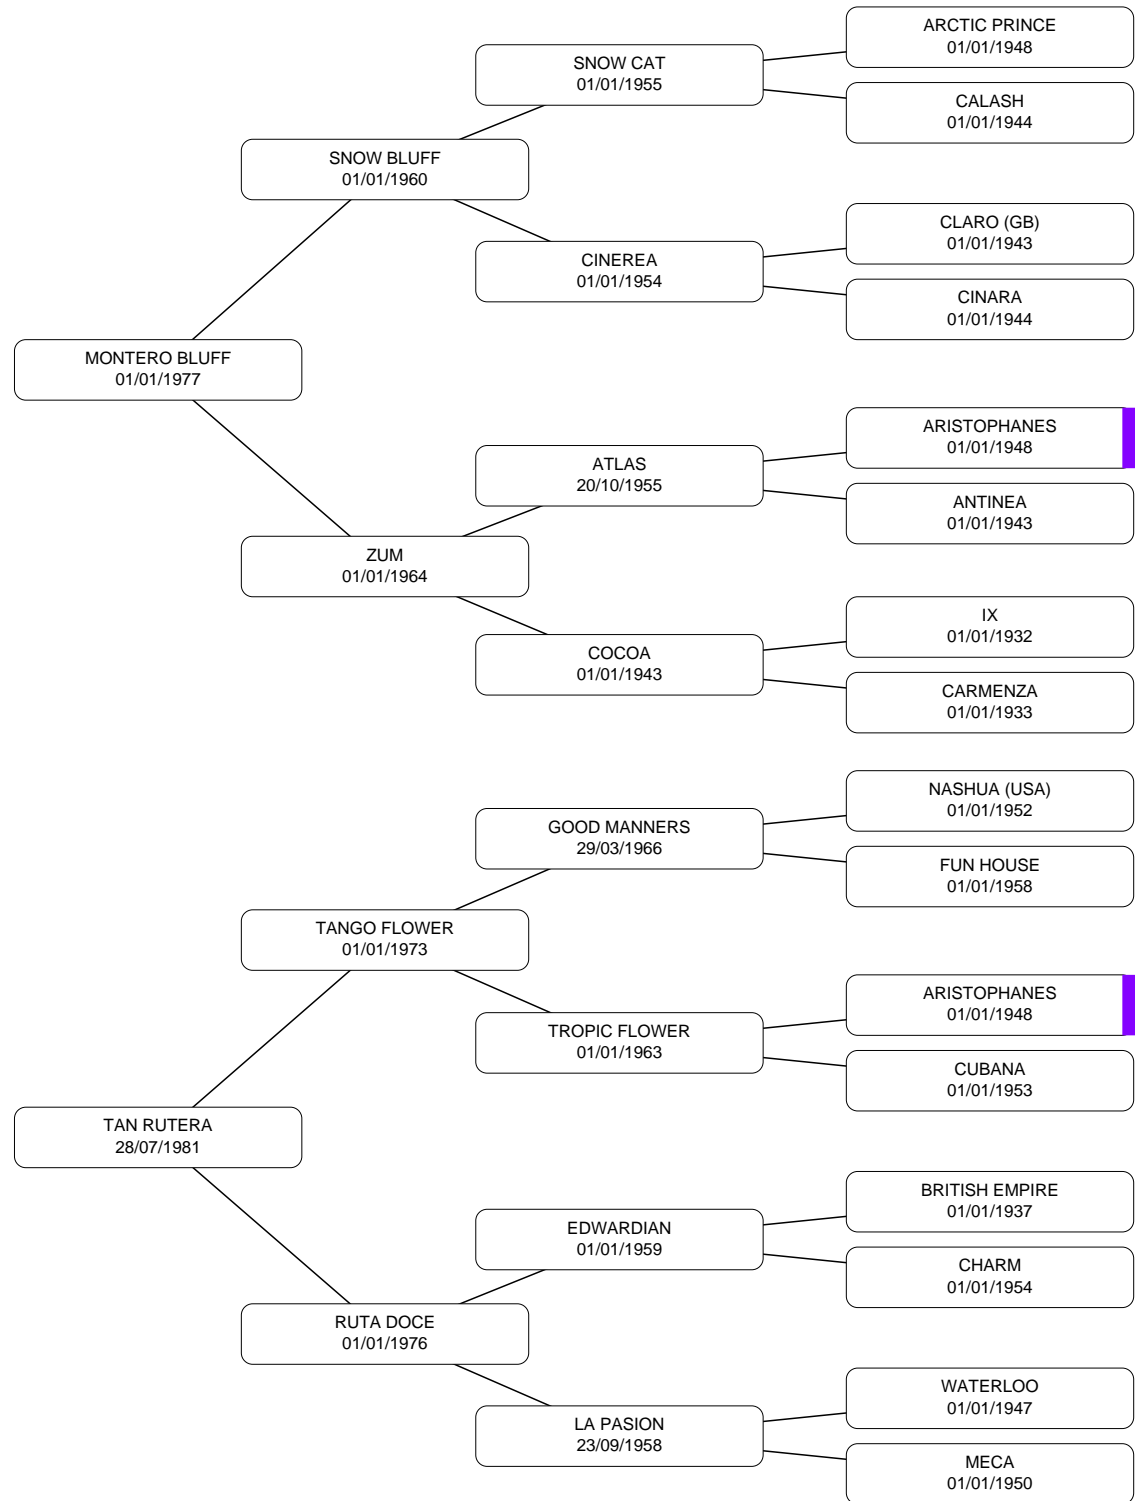 ARCTIC PRINCE
01/01/1948
SNOW CAT
01/01/1955
CALASH
01/01/1944
SNOW BLUFF
01/01/1960
CLARO (GB)
01/01/1943
CINEREA
01/01/1954
CINARA
01/01/1944
MONTERO BLUFF
01/01/1977
ARISTOPHANES
01/01/1948
ATLAS
20/10/1955
ANTINEA
01/01/1943
ZUM
01/01/1964
IX
01/01/1932
COCOA
01/01/1943
CARMENZA
01/01/1933
NASHUA (USA)
01/01/1952
GOOD MANNERS
29/03/1966
FUN HOUSE
01/01/1958
TANGO FLOWER
01/01/1973
ARISTOPHANES
01/01/1948
TROPIC FLOWER
01/01/1963
CUBANA
01/01/1953
TAN RUTERA
28/07/1981
BRITISH EMPIRE
01/01/1937
EDWARDIAN
01/01/1959
CHARM
01/01/1954
RUTA DOCE
01/01/1976
WATERLOO
01/01/1947
LA PASION
23/09/1958
MECA
01/01/1950